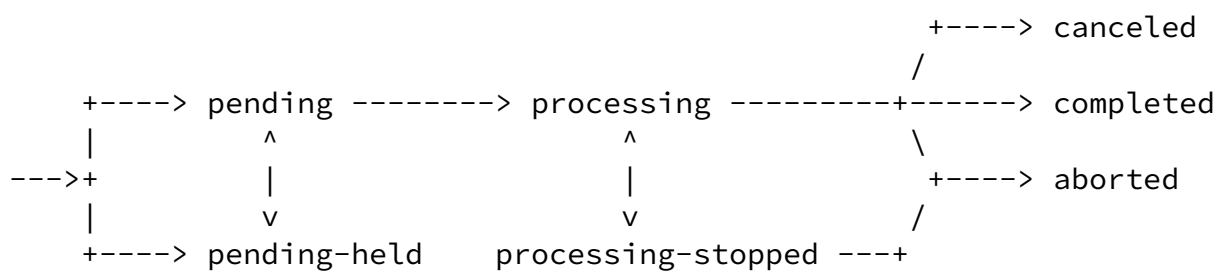 +----> canceled
/
+----> pending --------> processing ---------+------> completed
| ^ ^ \
--->+ | | +----> aborted
| v v /
+----> pending-held processing-stopped ---+